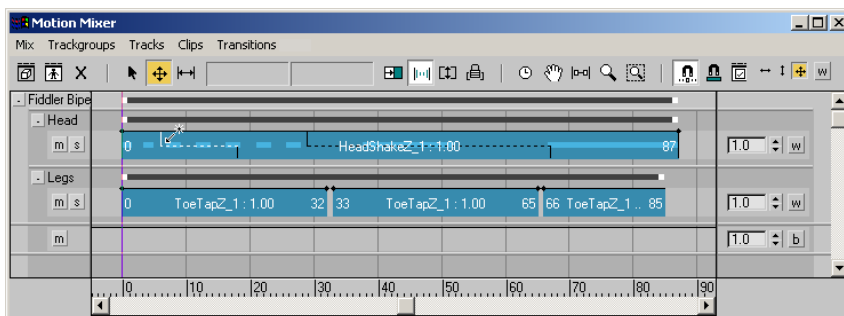 Motion Mixer
Mix Trackgroups Tracks Clips Transitions
X w
- Fiddler Bipe
- Head
m s 0 HeadShakeZ_1 : 1.00 87 1.0 w
- Legs
m s 0 ToeTapZ_1 : 1.00 32 33 ToeTapZ_1 : 1.00 65 66 ToeTapZ_1 .. 85 1.0 w
m 1.0 b
0 10 20 30 40 50 60 70 80 90